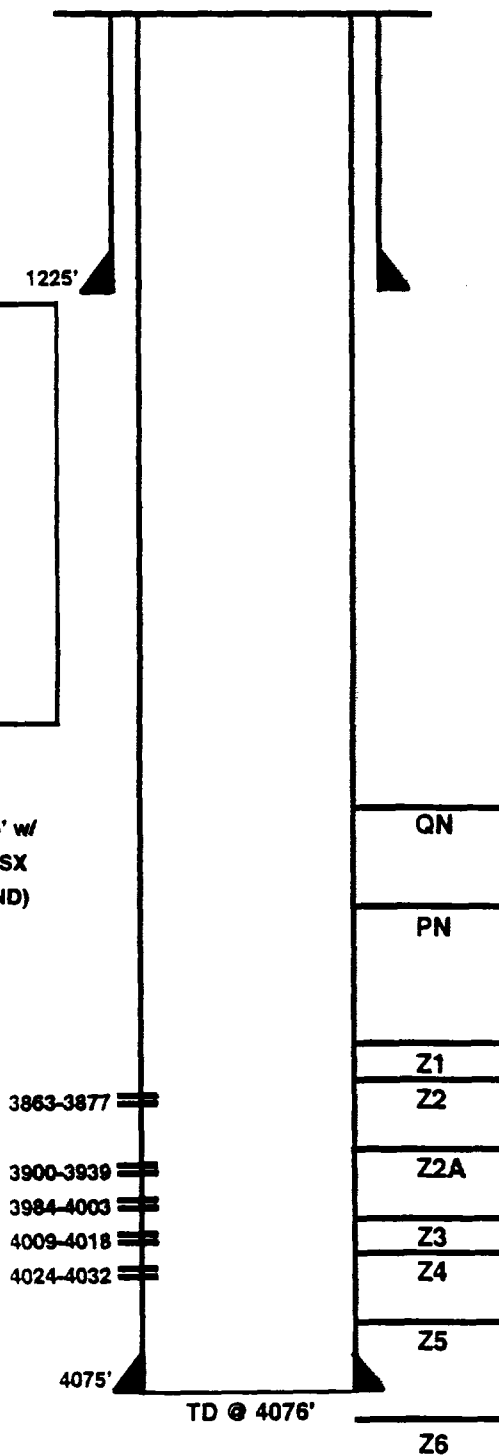 1225'
' w/
SX
ND)
QN
PN
Z1
Z2
3863-3877
Z2A
3900-3939
3984-4003
Z3
4009-4018
Z4
4024-4032
Z5
4075'
TD @ 4076'
Z6